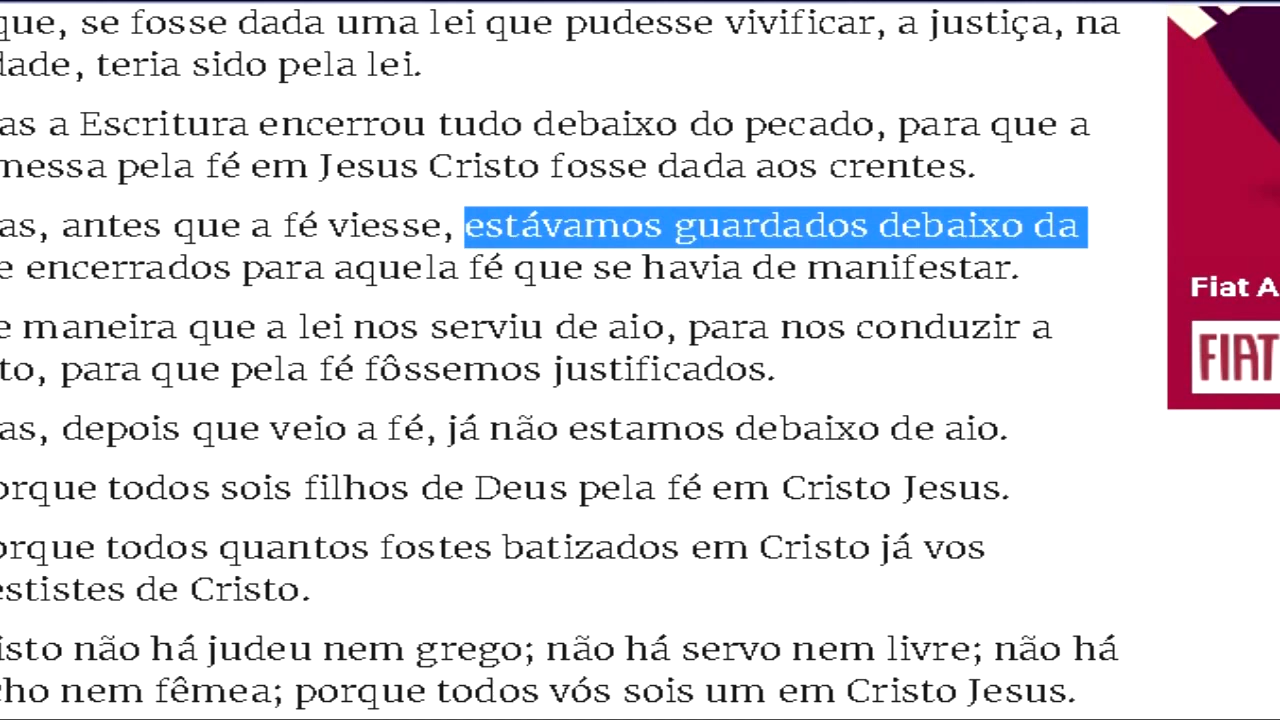 que, se fosse dada uma lei que pudesse vivificar, a justiça, na
dade, teria sido pela lei.
as a Escritura encerrou tudo debaixo do pecado, para que a
messa pela fé em Jesus Cristo fosse dada aos crentes.
as, antes que a fé viesse, estávamos guardados debaixo da
e encerrados para aquela fé que se havia de manifestar.
e maneira que a lei nos serviu de aio, para nos conduzir a
to, para que pela fé fôssemos justificados.
as, depois que veio a fé, já não estamos debaixo de aio.
orque todos sois filhos de Deus pela fé em Cristo Jesus.
orque todos quantos fostes batizados em Cristo já vos
estistes de Cristo.
isto não há judeu nem grego; não há servo nem livre; não há
cho nem fêmea; porque todos vós sois um em Cristo Jesus.
Fiat A
FIAT